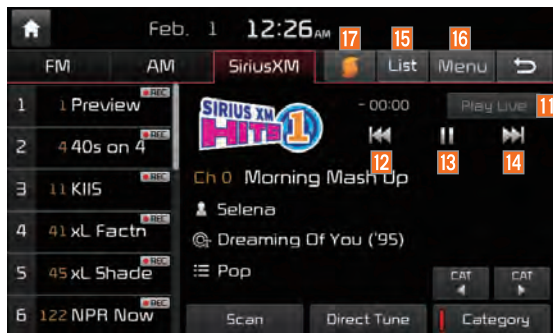 Feb. 1 12:26 AM
17 15 16
FM AM SiriusXM List Menu
1 1 Preview REC
2 4 40s on 4 REC
3 11 KIIS REC
4 41 xL Factn REC
5 45 xL Shade REC
6 122 NPR Now REC
SIRIUS XM
HITS 1
- 00:00 Play Live 11
12 13 14
Ch 0 Morning Mash Up
Selena
Dreaming Of You ('95)
Pop
CAT CAT
Scan Direct Tune Category